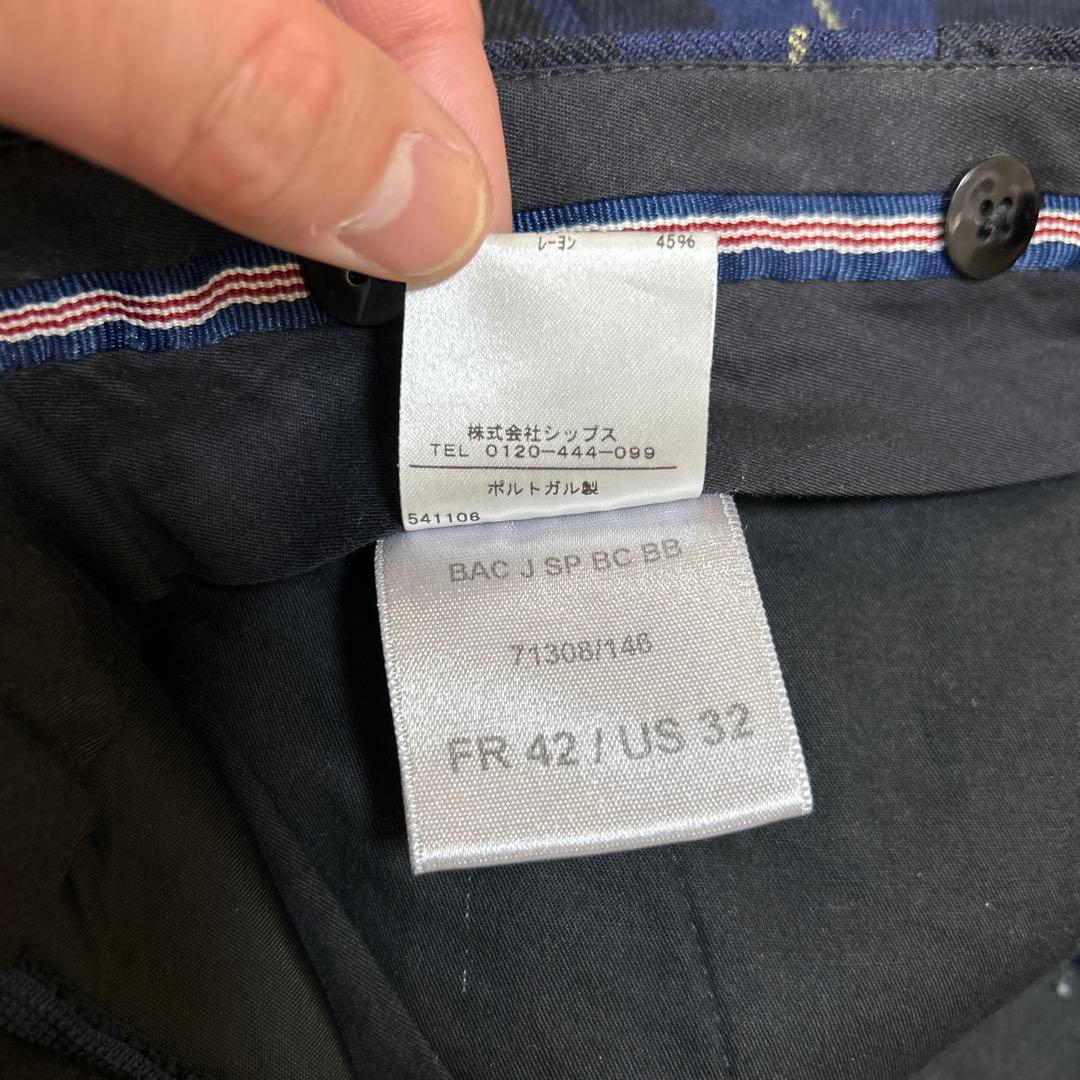 レーヨン 45%
株式会社シップス
TEL 0120-444-099
ポルトガル製
541106
BAC J SP BC BB
71308/146
FR 42 / US 32